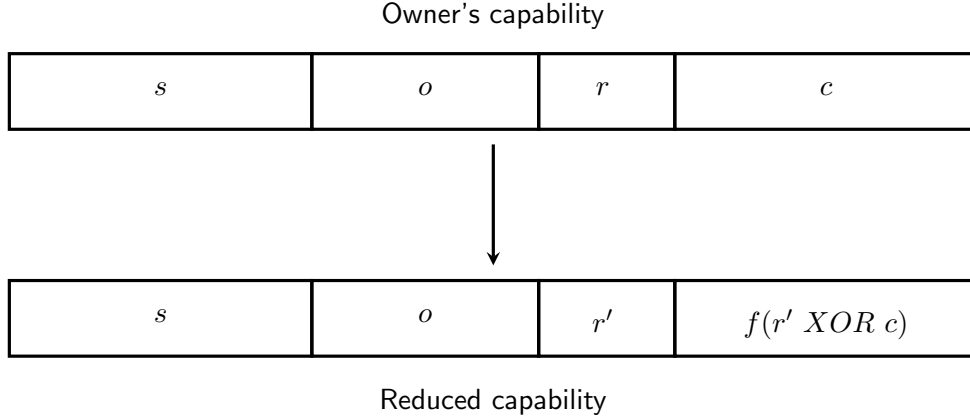 Owner's capability
s o r c
s o r′ f(r′ XOR c)
Reduced capability